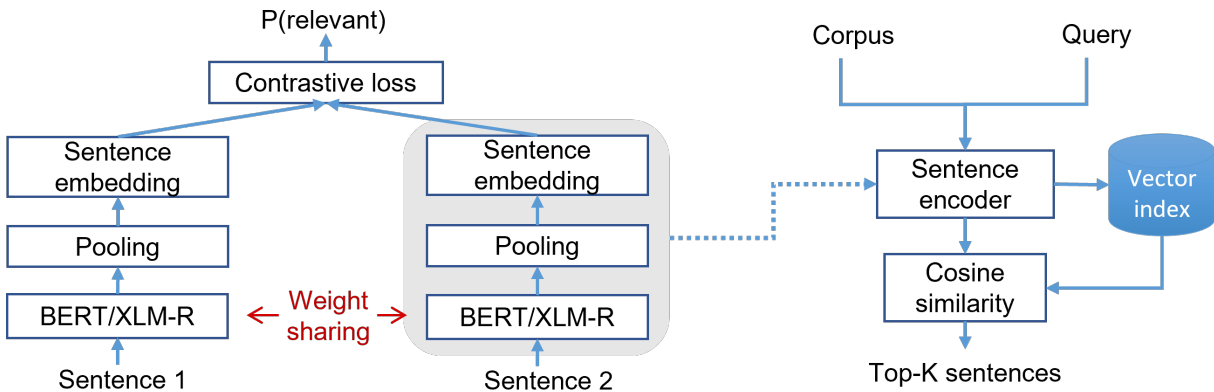 P(relevant)
Contrastive loss
Sentence
embedding
Pooling
BERT/XLM-R
Sentence 1
Weight
sharing
Sentence
embedding
Pooling
BERT/XLM-R
Sentence 2
Corpus
Query
Sentence
encoder
Vector
index
Cosine
similarity
Top-K sentences